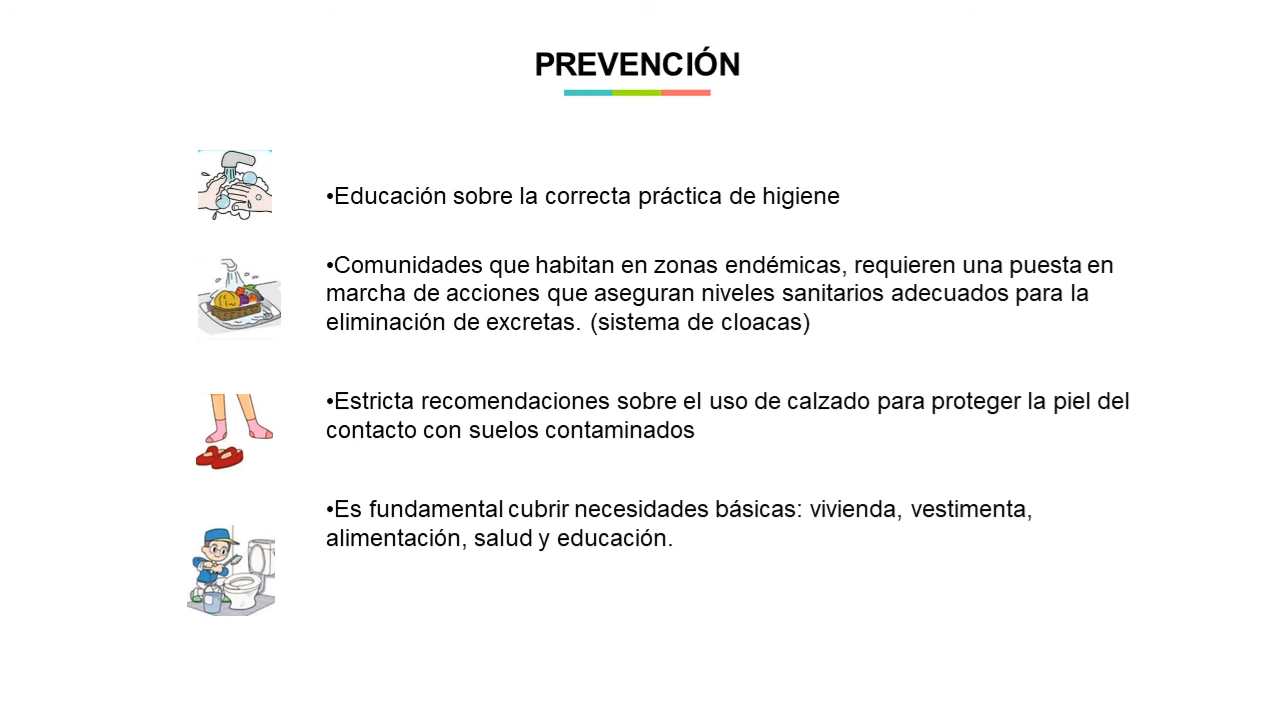 PREVENCIÓN
•Educación sobre la correcta práctica de higiene
•Comunidades que habitan en zonas endémicas, requieren una puesta en
marcha de acciones que aseguran niveles sanitarios adecuados para la
eliminación de excretas. (sistema de cloacas)
•Estricta recomendaciones sobre el uso de calzado para proteger la piel del
contacto con suelos contaminados
•Es fundamental cubrir necesidades básicas: vivienda, vestimenta,
alimentación, salud y educación.